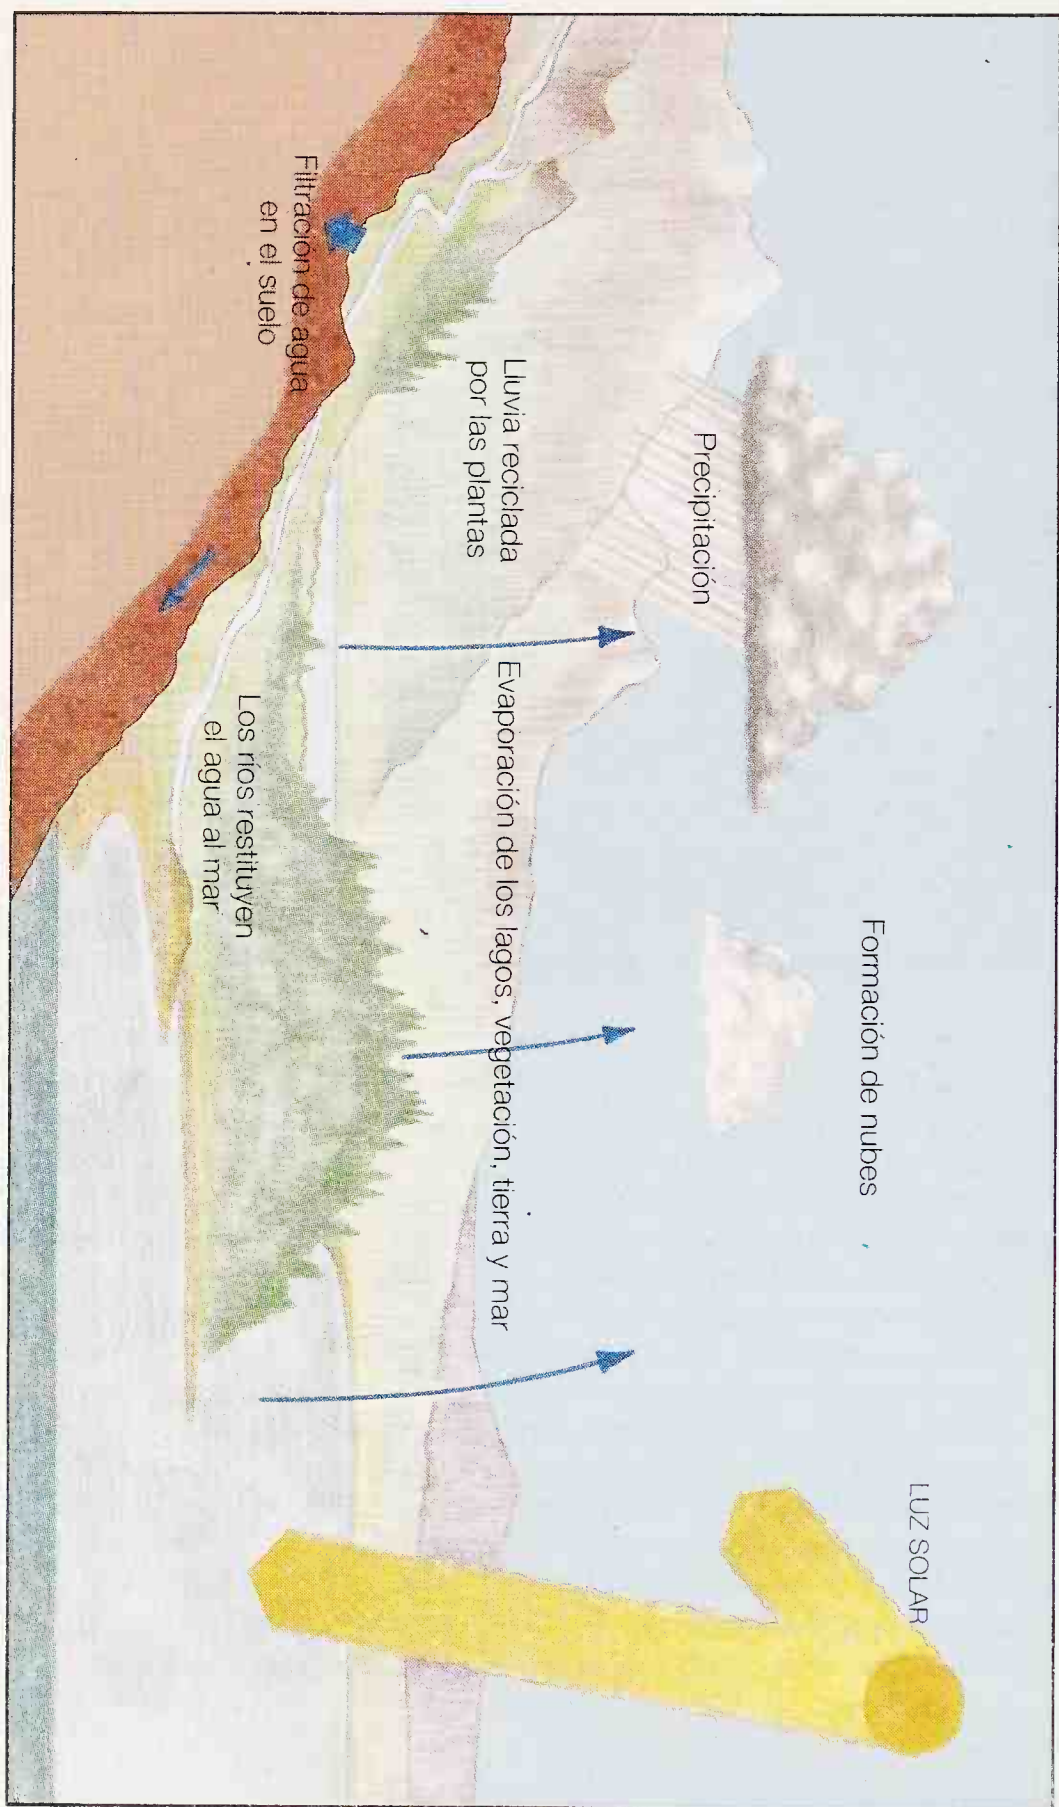 LUZ SOLAR
Formación de nubes
Precipitación
Lluvia reciclada
por las plantas
Evaporación de los lagos, vegetación, tierra y mar
Filtración de agua
en el suelo
Los ríos restituyen
el agua al mar